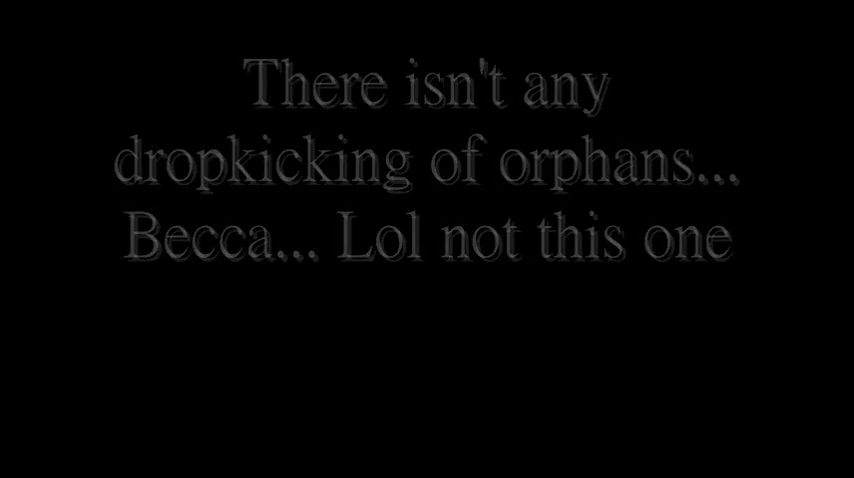 There isn't any
dropkicking of orphans...
Becca... Lol not this one